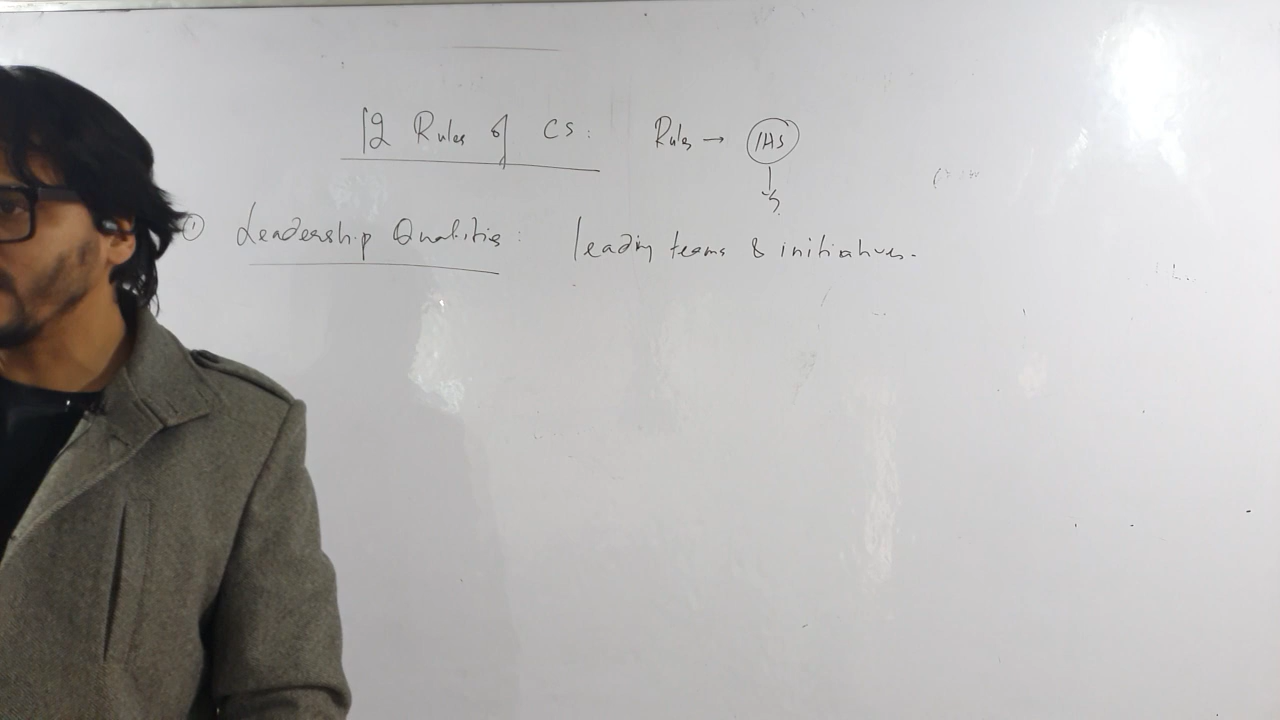 12 Rules of CS: Rules → IAS
① Leadership Qualities: leading teams & initiatives.